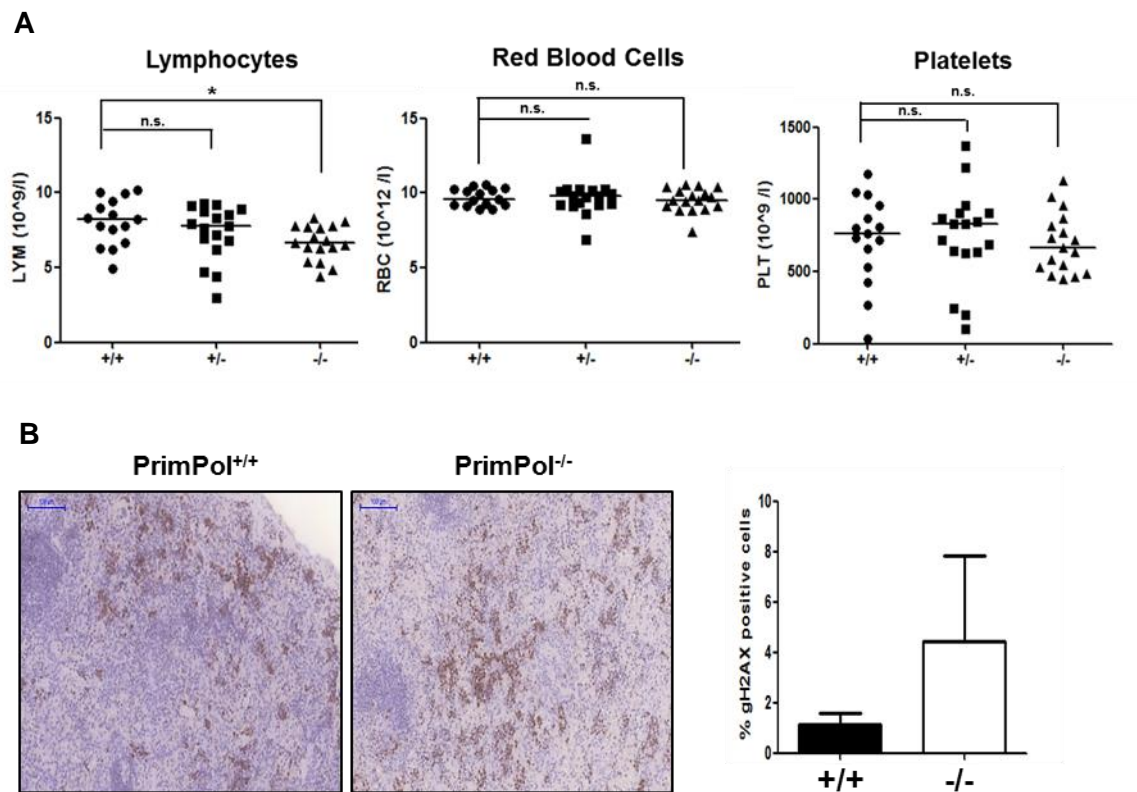 A
Lymphocytes
Red Blood Cells
Platelets
*
n.s.
n.s.
n.s.
n.s.
n.s.
LYM (10^9/l)
15
10
5
0
+/+ +/- -/-
RBC (10^12 /l)
15
10
5
0
+/+ +/- -/-
PLT (10^9 /l)
1500
1000
500
0
+/+ +/- -/-
B
PrimPol+/+
PrimPol-/-
% gH2AX positive cells
10
8
6
4
2
0
+/+ -/-